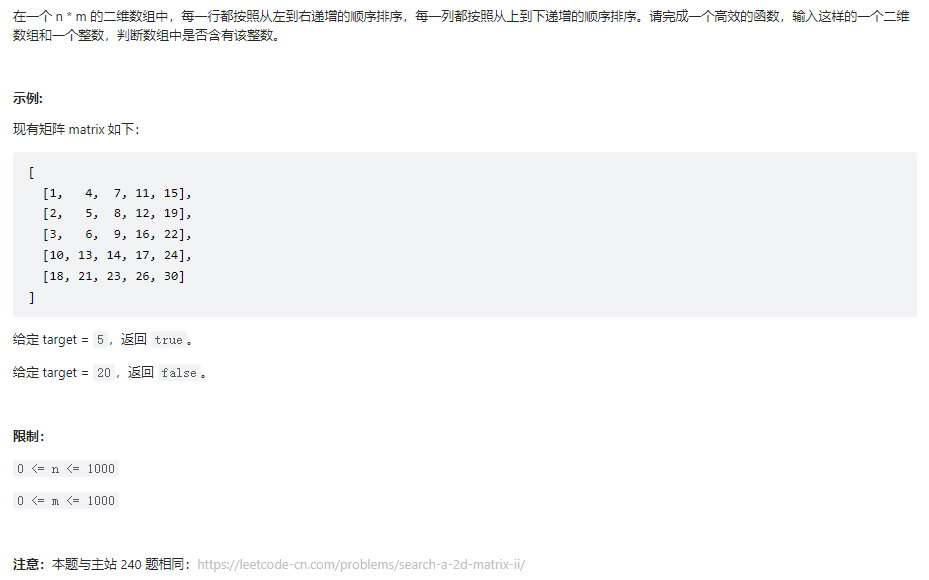 在一个 n * m 的二维数组中，每一行都按照从左到右递增的顺序排序，每一列都按照从上到下递增的顺序排序。请完成一个高效的函数，输入这样的一个二维
数组和一个整数，判断数组中是否含有该整数。
示例:
现有矩阵 matrix 如下：
[
  [1,   4,  7, 11, 15],
  [2,   5,  8, 12, 19],
  [3,   6,  9, 16, 22],
  [10, 13, 14, 17, 24],
  [18, 21, 23, 26, 30]
]
给定 target = 5，返回 true。
给定 target = 20，返回 false。
限制：
0 <= n <= 1000
0 <= m <= 1000
注意：本题与主站 240 题相同：https://leetcode-cn.com/problems/search-a-2d-matrix-ii/